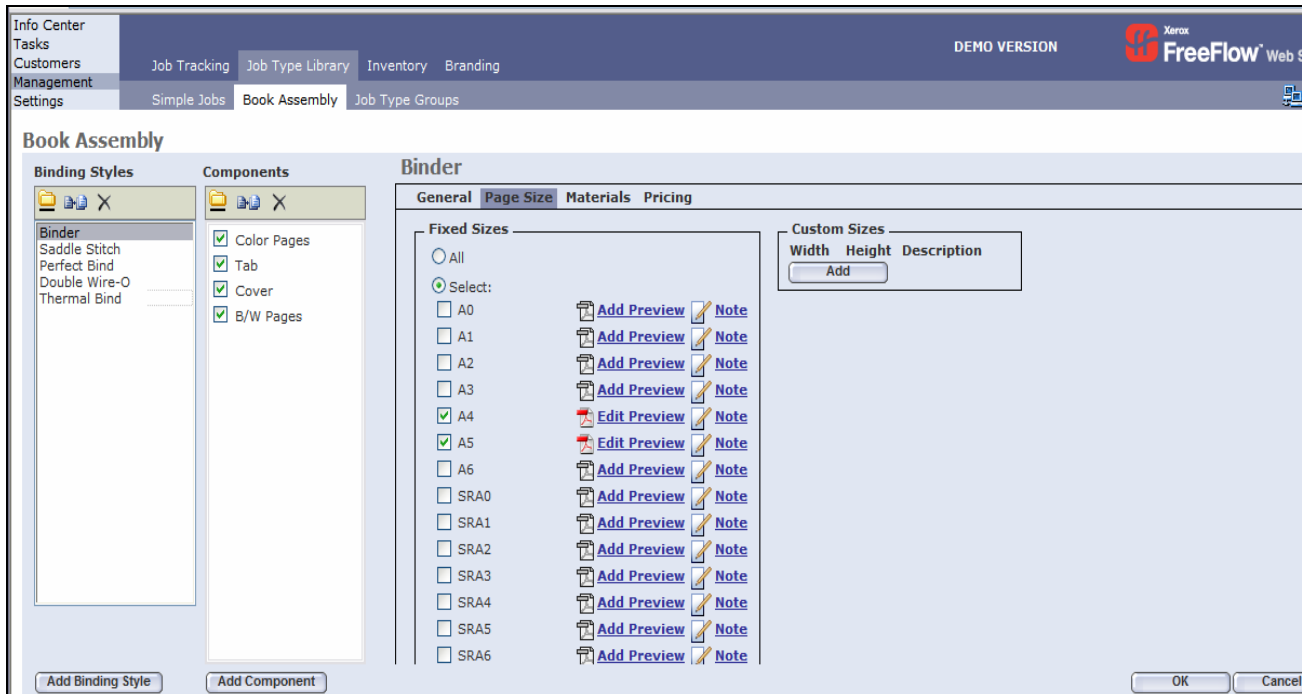 Info Center
Tasks
Customers
Management
Settings
Job Tracking Job Type Library Inventory Branding
DEMO VERSION
Xerox
FreeFlow™ Web S
Simple Jobs Book Assembly Job Type Groups
Book Assembly
Binding Styles
Components
Binder
General Page Size Materials Pricing
Binder
Saddle Stitch
Perfect Bind
Double Wire-O
Thermal Bind
Color Pages
Tab
Cover
B/W Pages
Fixed Sizes
All
Select:
A0 Add Preview Note
A1 Add Preview Note
A2 Add Preview Note
A3 Add Preview Note
A4 Edit Preview Note
A5 Edit Preview Note
A6 Add Preview Note
SRA0 Add Preview Note
SRA1 Add Preview Note
SRA2 Add Preview Note
SRA3 Add Preview Note
SRA4 Add Preview Note
SRA5 Add Preview Note
SRA6 Add Preview Note
Custom Sizes
Width Height Description
Add
Add Binding Style
Add Component
OK
Cancel